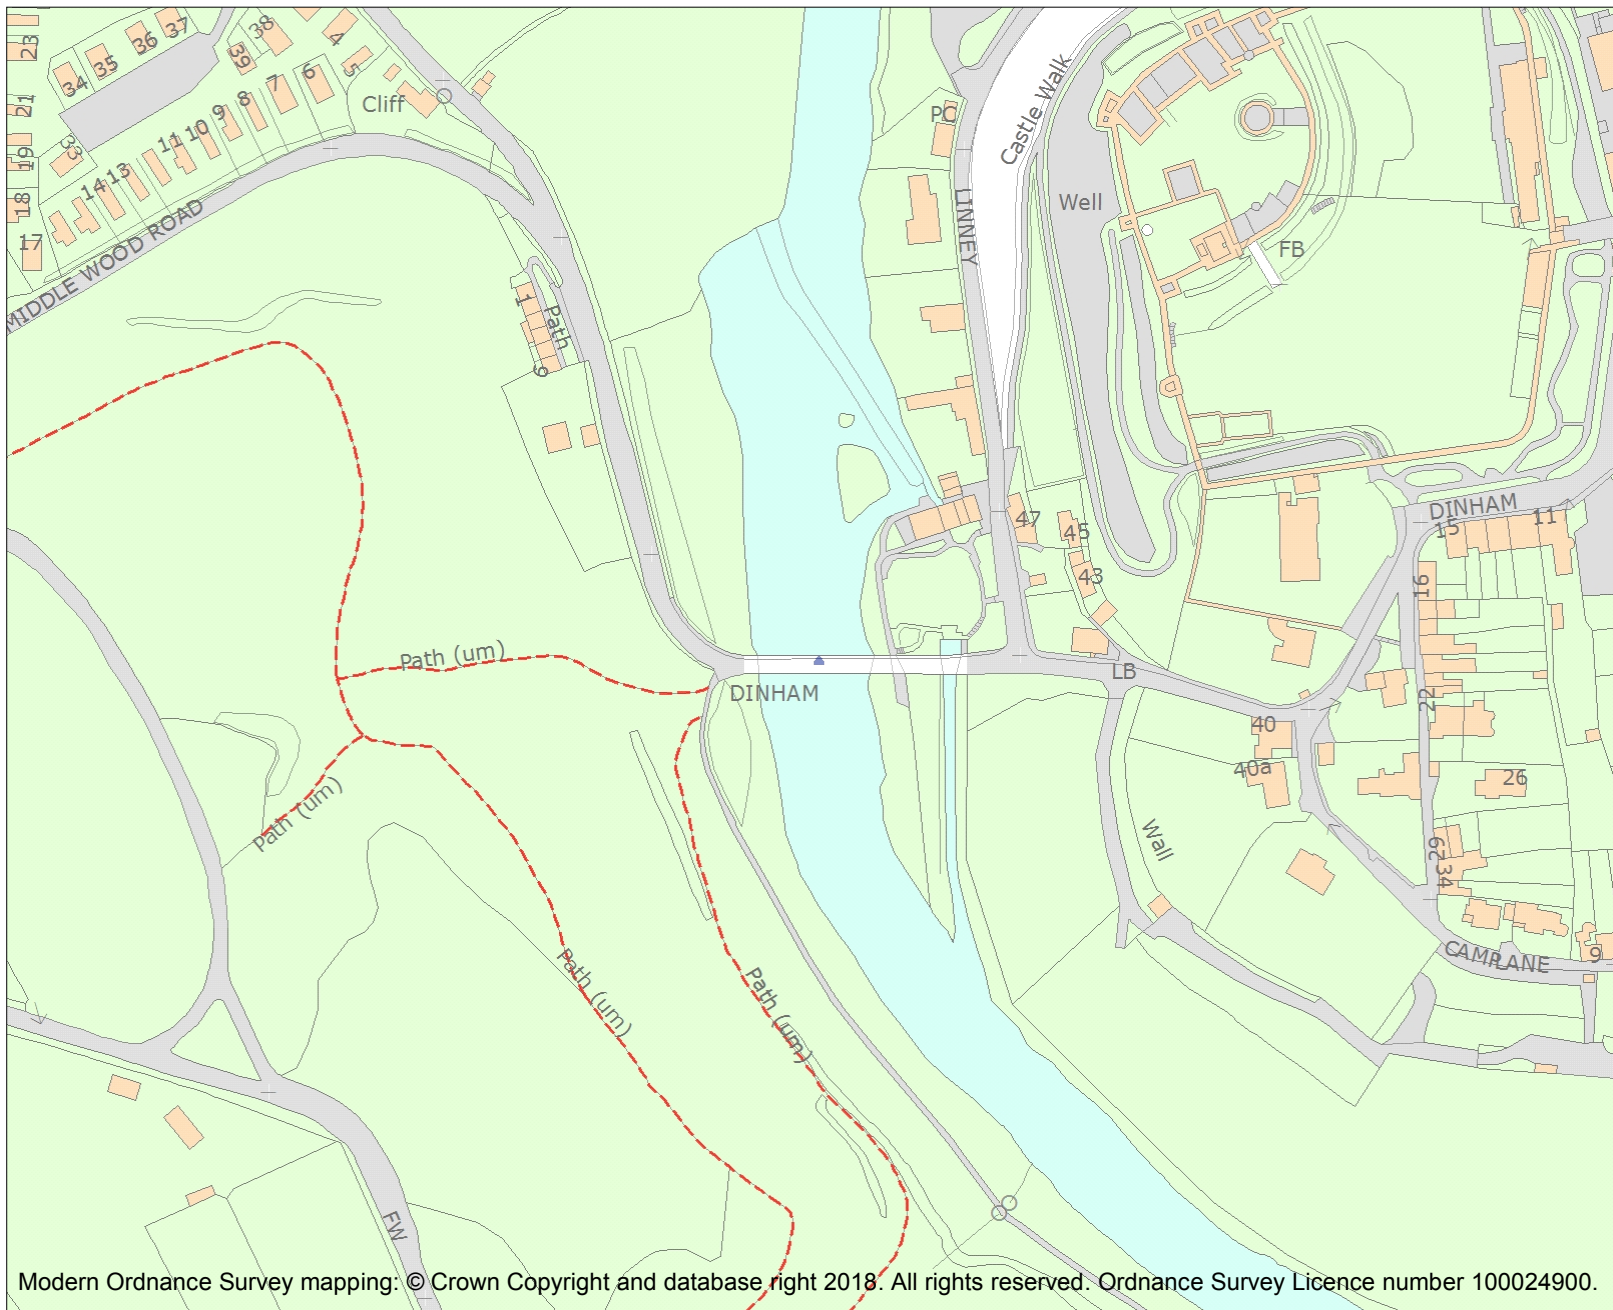 23
34
35
36
37
38
39
4
5
Cliff
21
33
11
10
9
8
7
6
PC
Castle Walk
19
14
13
18
17
MIDDLE WOOD ROAD
LINNEY
Well
FB
1
Path
6
47
45
43
DINHAM
15
11
16
Path (um)
DINHAM
LB
22
40
40a
26
Path (um)
Wall
29
34
Path (um)
Path (um)
CAMP LANE
9
FW
Modern Ordnance Survey mapping: © Crown Copyright and database right 2018. All rights reserved. Ordnance Survey Licence number 100024900.